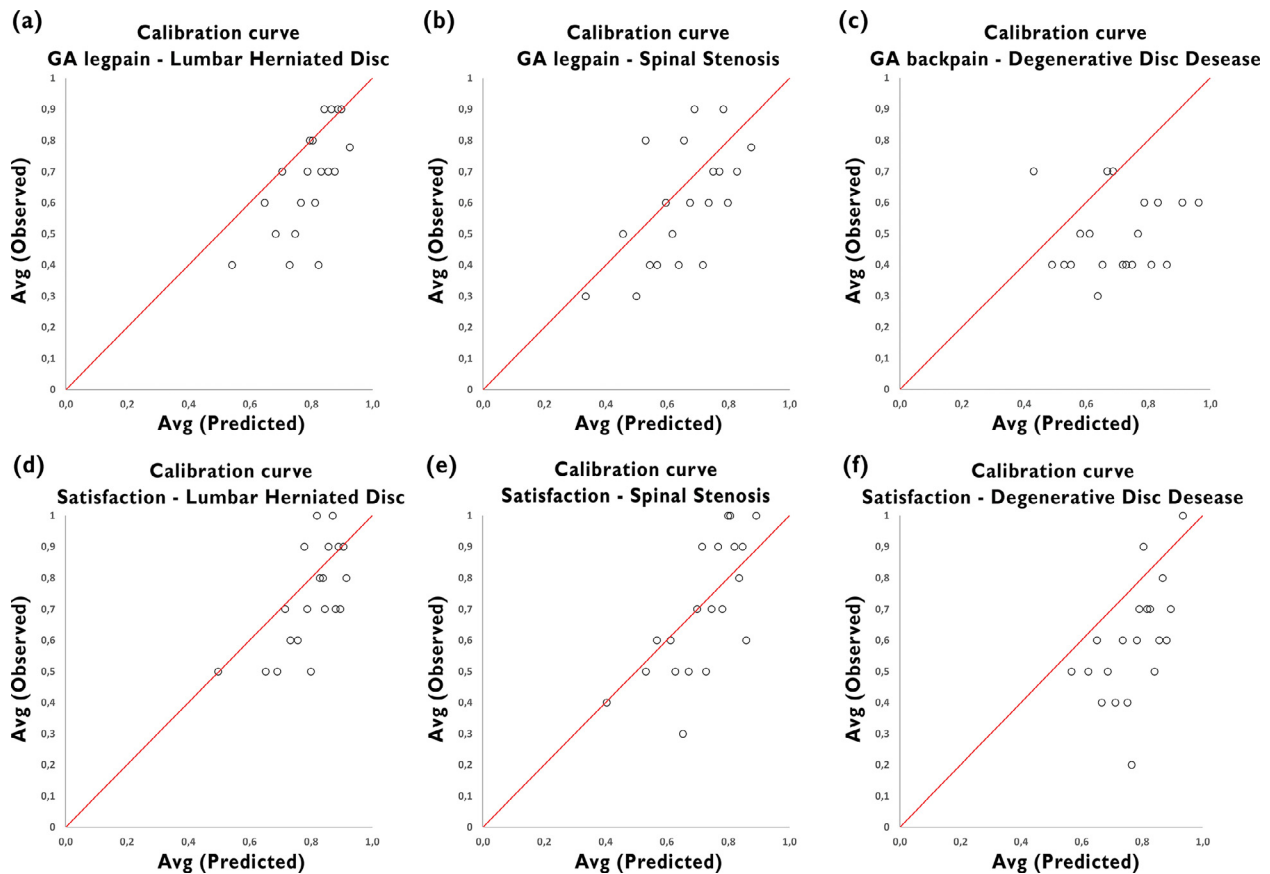 (a)
Calibration curve
GA legpain - Lumbar Herniated Disc
1
0,9
0,8
0,7
0,6
0,5
0,4
0,3
0,2
0,1
0
Avg (Observed)
0,0 0,2 0,4 0,6 0,8 1,0
Avg (Predicted)
(b)
Calibration curve
GA legpain - Spinal Stenosis
1
0,9
0,8
0,7
0,6
0,5
0,4
0,3
0,2
0,1
0
Avg (Observed)
0,0 0,2 0,4 0,6 0,8 1,0
Avg (Predicted)
(c)
Calibration curve
GA backpain - Degenerative Disc Desease
1
0,9
0,8
0,7
0,6
0,5
0,4
0,3
0,2
0,1
0
Avg (Observed)
0,0 0,2 0,4 0,6 0,8 1,0
Avg (Predicted)
(d)
Calibration curve
Satisfaction - Lumbar Herniated Disc
1
0,9
0,8
0,7
0,6
0,5
0,4
0,3
0,2
0,1
0
Avg (Observed)
0,0 0,2 0,4 0,6 0,8 1,0
Avg (Predicted)
(e)
Calibration curve
Satisfaction - Spinal Stenosis
1
0,9
0,8
0,7
0,6
0,5
0,4
0,3
0,2
0,1
0
Avg (Observed)
0,0 0,2 0,4 0,6 0,8 1,0
Avg (Predicted)
(f)
Calibration curve
Satisfaction - Degenerative Disc Desease
1
0,9
0,8
0,7
0,6
0,5
0,4
0,3
0,2
0,1
0
Avg (Observed)
0,0 0,2 0,4 0,6 0,8 1,0
Avg (Predicted)